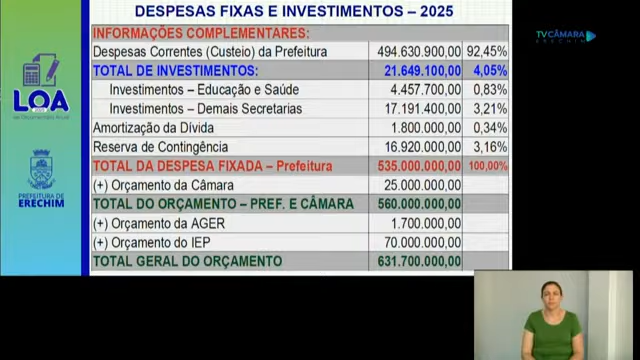 DESPESAS FIXAS E INVESTIMENTOS – 2025
INFORMAÇÕES COMPLEMENTARES:
Despesas Correntes (Custeio) da Prefeitura 494.630.900,00 92,45%
TOTAL DE INVESTIMENTOS: 21.649.100,00 4,05%
Investimentos – Educação e Saúde 4.457.700,00 0,83%
Investimentos – Demais Secretarias 17.191.400,00 3,21%
Amortização da Dívida 1.800.000,00 0,34%
Reserva de Contingência 16.920.000,00 3,16%
TOTAL DA DESPESA FIXADA – Prefeitura 535.000.000,00 100,00%
(+) Orçamento da Câmara 25.000.000,00
TOTAL DO ORÇAMENTO – PREF. E CÂMARA 560.000.000,00
(+) Orçamento da AGER 1.700.000,00
(+) Orçamento do IEP 70.000.000,00
TOTAL GERAL DO ORÇAMENTO 631.700.000,00
LOA
PREFEITURA DE
ERECHIM
TV CÂMARA
ERECHIM